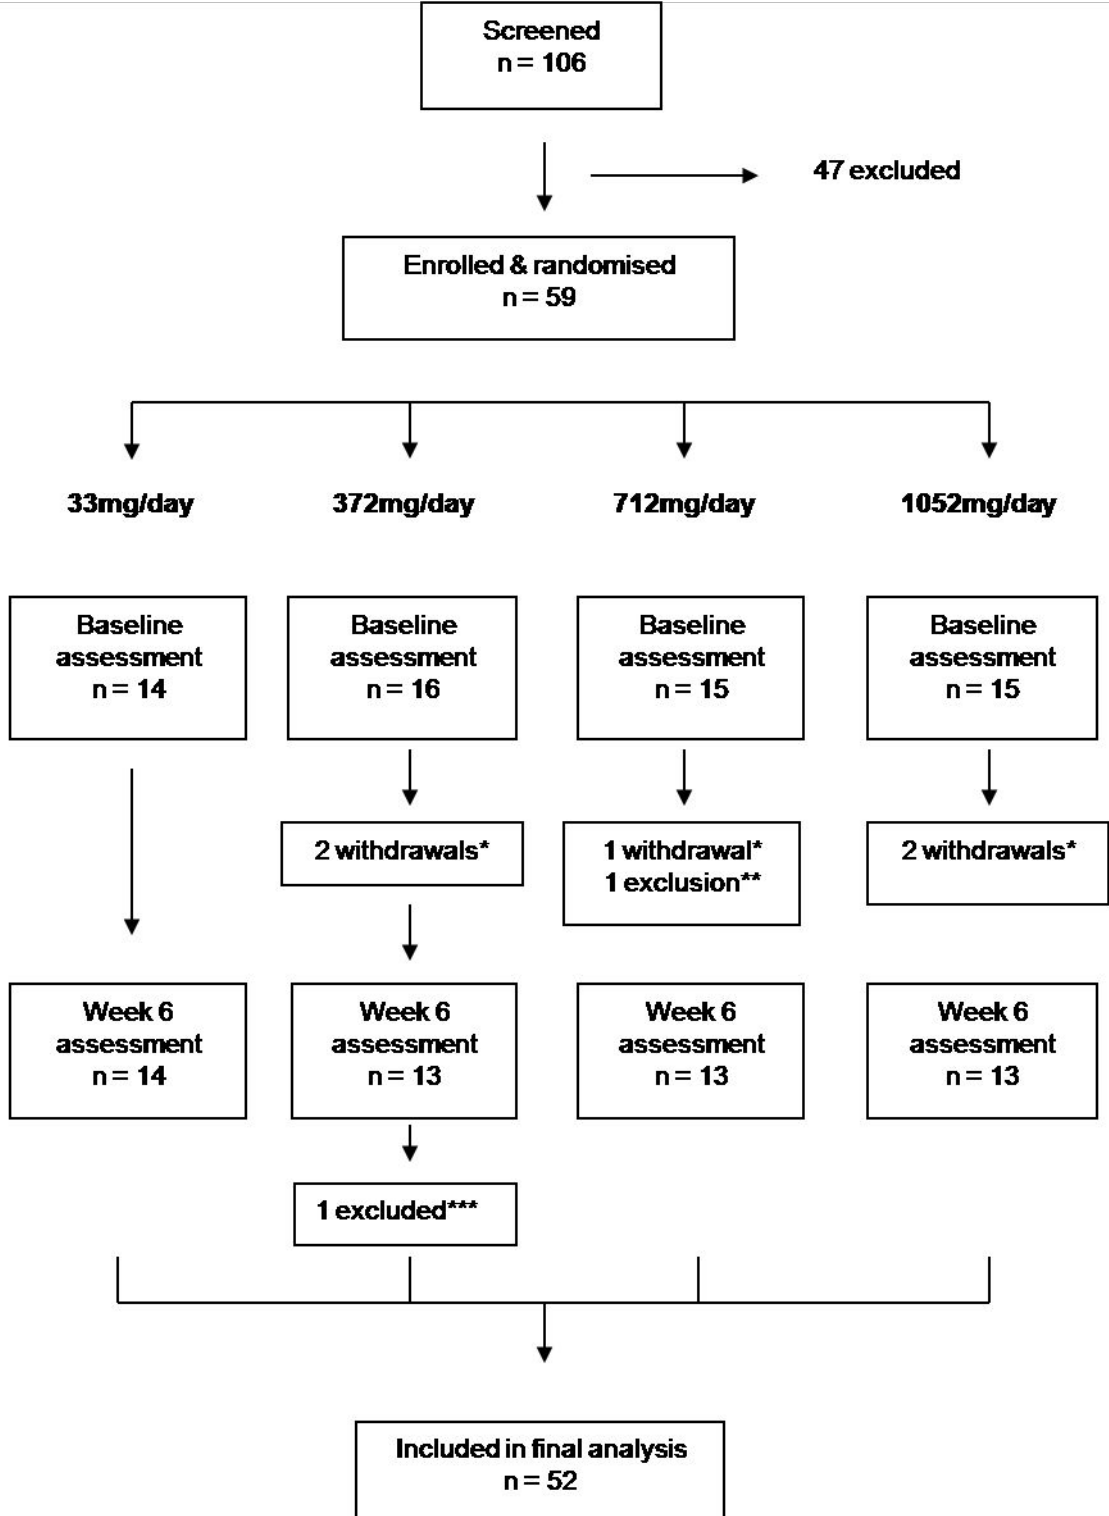 Screened
n = 106
47 excluded
Enrolled & randomised
n = 59
33mg/day
372mg/day
712mg/day
1052mg/day
Baseline
assessment
n = 14
Baseline
assessment
n = 16
Baseline
assessment
n = 15
Baseline
assessment
n = 15
2 withdrawals*
1 withdrawal*
1 exclusion**
2 withdrawals*
Week 6
assessment
n = 14
Week 6
assessment
n = 13
Week 6
assessment
n = 13
Week 6
assessment
n = 13
1 excluded***
Included in final analysis
n = 52